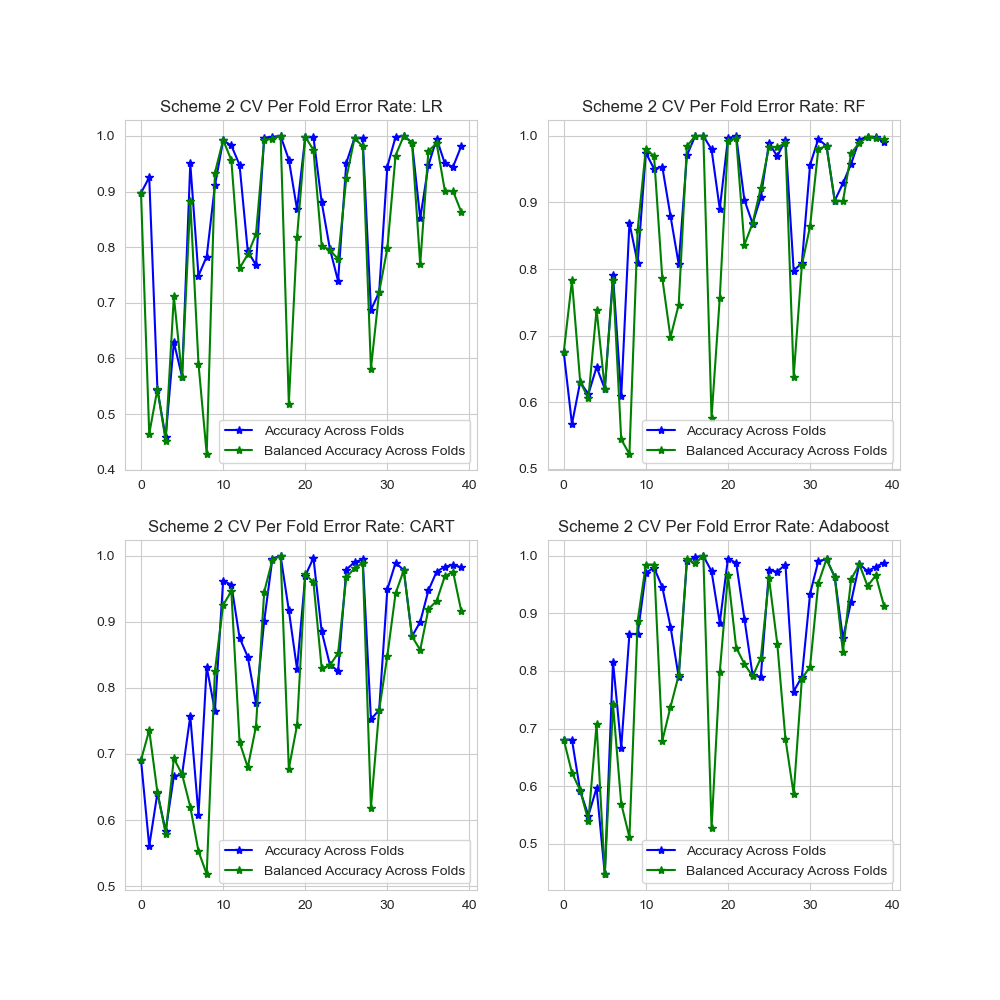 Scheme 2 CV Per Fold Error Rate: LR
1.0
0.9
0.8
0.7
0.6
0.5
0.4
0 10 20 30 40
Accuracy Across Folds
Balanced Accuracy Across Folds
Scheme 2 CV Per Fold Error Rate: RF
1.0
0.9
0.8
0.7
0.6
0.5
0 10 20 30 40
Accuracy Across Folds
Balanced Accuracy Across Folds
Scheme 2 CV Per Fold Error Rate: CART
1.0
0.9
0.8
0.7
0.6
0.5
0 10 20 30 40
Accuracy Across Folds
Balanced Accuracy Across Folds
Scheme 2 CV Per Fold Error Rate: Adaboost
1.0
0.9
0.8
0.7
0.6
0.5
0 10 20 30 40
Accuracy Across Folds
Balanced Accuracy Across Folds